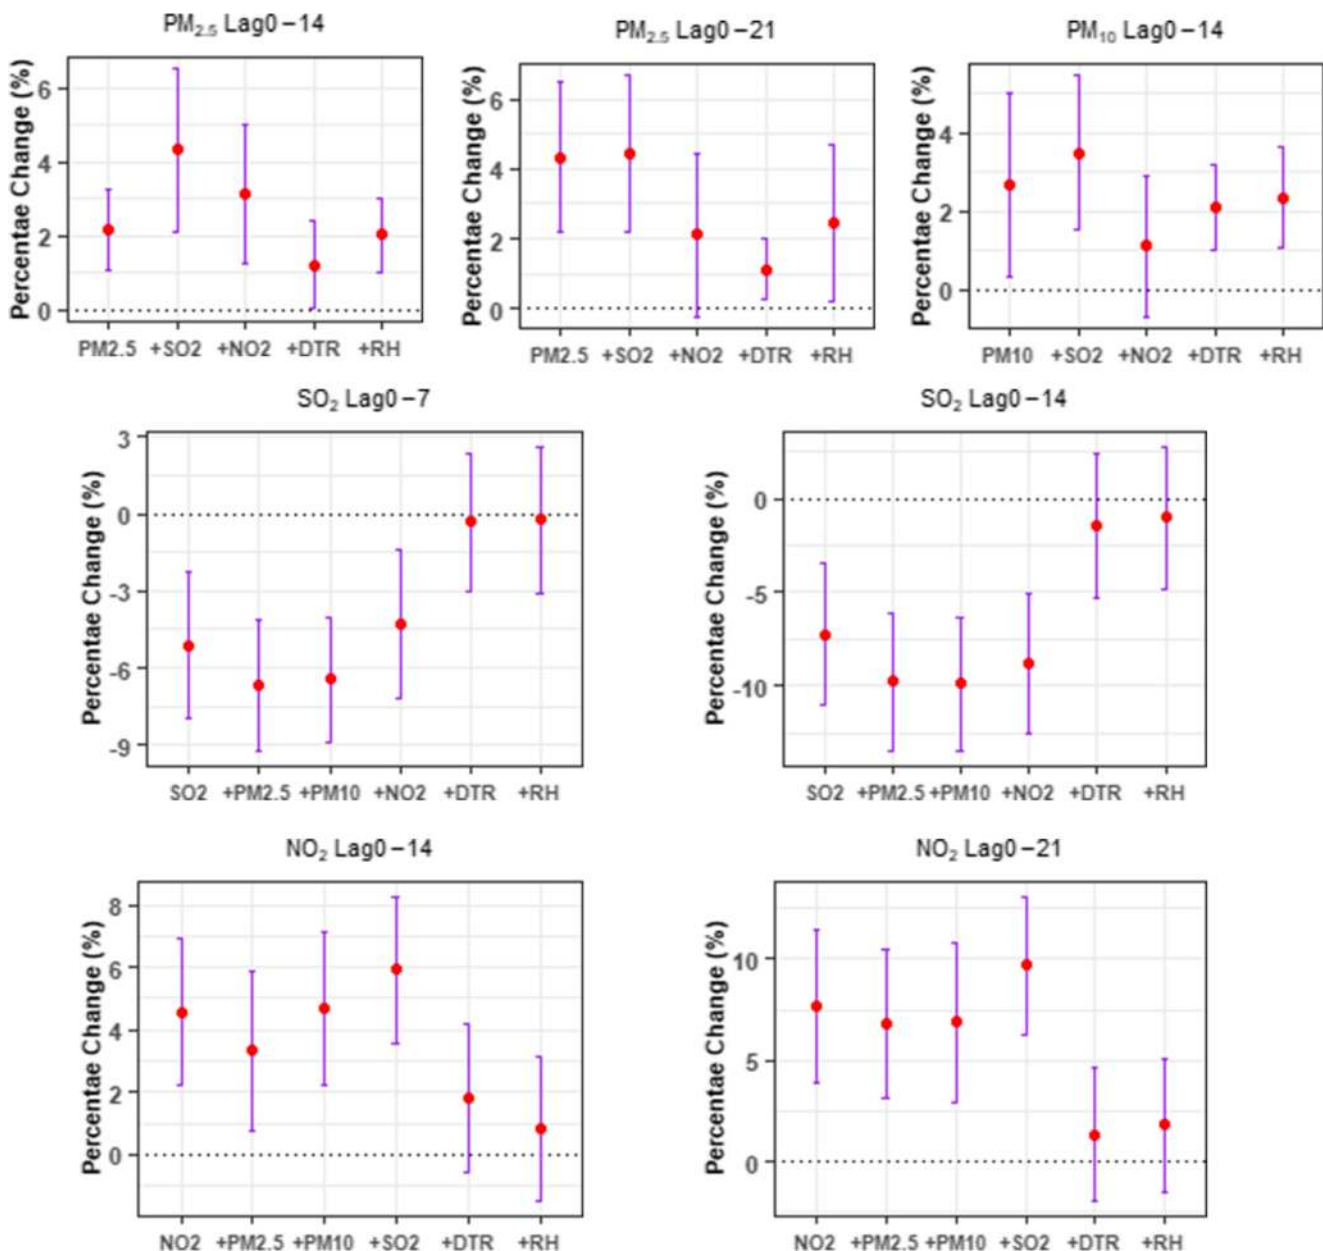 PM₂.₅ Lag0−14
Percentae Change (%)
6
4
2
0
PM2.5 +SO2 +NO2 +DTR +RH
PM₂.₅ Lag0−21
Percentae Change (%)
6
4
2
0
PM2.5 +SO2 +NO2 +DTR +RH
PM₁₀ Lag0−14
Percentae Change (%)
4
2
0
PM10 +SO2 +NO2 +DTR +RH
SO₂ Lag0−7
Percentae Change (%)
3
0
-3
-6
-9
SO2 +PM2.5 +PM10 +NO2 +DTR +RH
SO₂ Lag0−14
Percentae Change (%)
0
-5
-10
SO2 +PM2.5 +PM10 +NO2 +DTR +RH
NO₂ Lag0−14
Percentae Change (%)
8
6
4
2
0
NO2 +PM2.5 +PM10 +SO2 +DTR +RH
NO₂ Lag0−21
Percentae Change (%)
10
5
0
NO2 +PM2.5 +PM10 +SO2 +DTR +RH